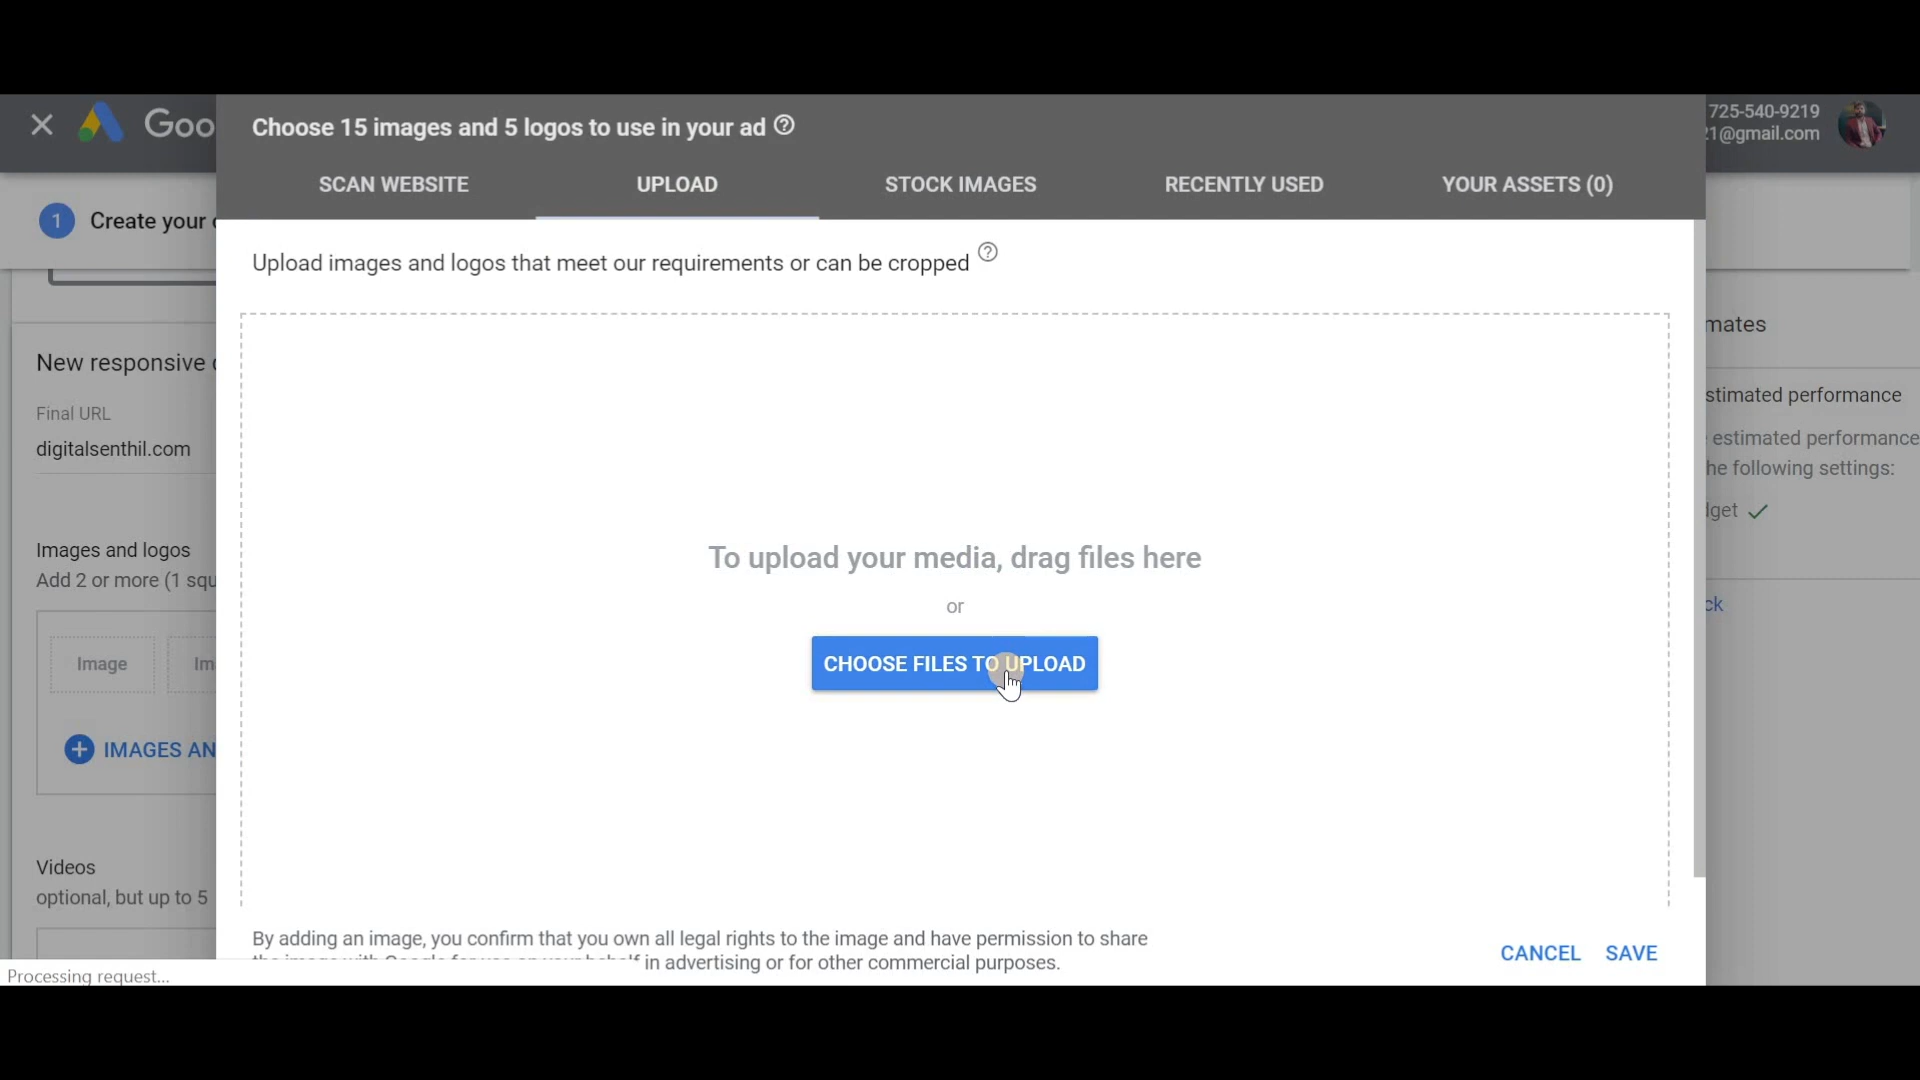 Goo
Choose 15 images and 5 logos to use in your ad
725-540-9219
1@gmail.com
SCAN WEBSITE
UPLOAD
STOCK IMAGES
RECENTLY USED
YOUR ASSETS (0)
1 Create your
Upload images and logos that meet our requirements or can be cropped
New responsive
Final URL
digitalsenthil.com
Images and logos
Add 2 or more (1 squ
Image
Im
IMAGES AN
Videos
optional, but up to 5
To upload your media, drag files here
or
CHOOSE FILES TO UPLOAD
mates
stimated performance
estimated performance
he following settings:
dget
ck
By adding an image, you confirm that you own all legal rights to the image and have permission to share
in advertising or for other commercial purposes.
CANCEL
SAVE
Processing request...